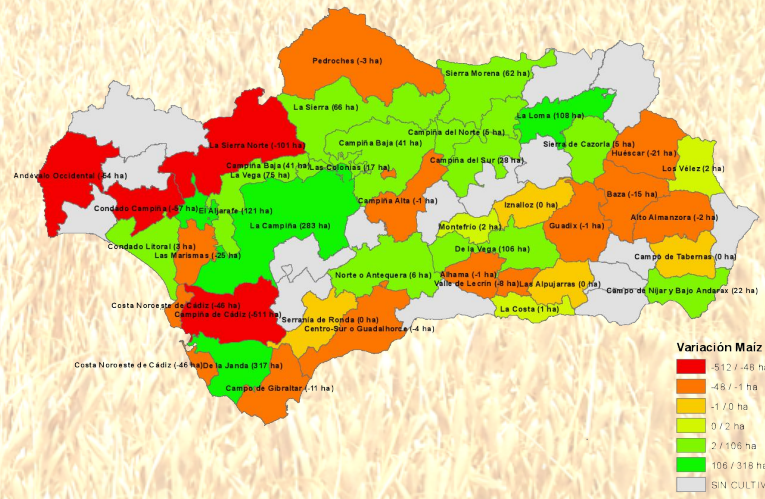 Pedroches (-3 ha)
Sierra Morena (62 ha)
La Sierra (66 ha)
La Loma (108 ha)
Campiña del Norte (5 ha)
La Sierra Norte (-101 ha)
Campiña Baja (41 ha)
Sierra de Cazorla (5 ha)
Huéscar (-21 ha)
Campiña Baja (41 ha)
Las Colonias (17 ha)
Campiña del Sur (28 ha)
Los Vélez (2 ha)
Andévalo Occidental (-54 ha)
La Vega (75 ha)
Baza (-15 ha)
Campiña Alta (-1 ha)
Iznalloz (0 ha)
Condado Campiña
El Aljarafe (121 ha)
Alto Almanzora (-2 ha)
La Campiña (283 ha)
Montefrío (2 ha)
Guadix (-1 ha)
Condado Litoral (3 ha)
Las Marismas (-25 ha)
De la Vega (106 ha)
Campo de Tabernas (0 ha)
Norte o Antequera (6 ha)
Alhama (-1 ha)
Valle de Lecrín (-8 ha)
Las Alpujarras (0 ha)
Campo de Nijar y Bajo Andarax (22 ha)
Costa Noroeste de Cádiz (-46 ha)
La Costa (1 ha)
Campiña de Cádiz (-511 ha)
Serranía de Ronda (0 ha)
Centro-Sur o Guadalhorce (-4 ha)
Costa Noroeste de Cádiz (-46 ha)
De la Janda (317 ha)
Campo de Gibraltar (-11 ha)
Variación Maíz
-512 / -48 ha
-48 / -1 ha
-1 / 0 ha
0 / 2 ha
2 / 106 ha
106 / 318 ha
SIN CULTIV